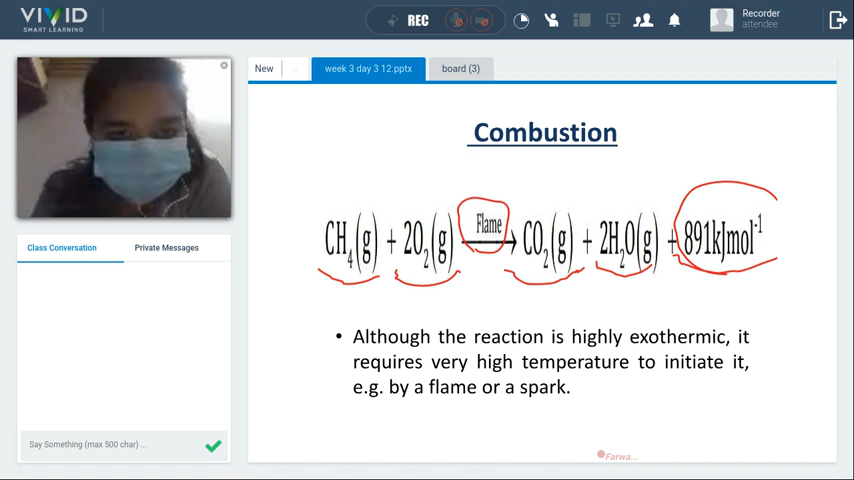 VIVID
SMART LEARNING
REC
Recorder
attendee
New
week 3 day 3 12.pptx
board (3)
Combustion
CH₄(g) + 2O₂(g) Flame → CO₂(g) + 2H₂O(g) + 891kJmol⁻¹
• Although the reaction is highly exothermic, it
requires very high temperature to initiate it,
e.g. by a flame or a spark.
Class Conversation
Private Messages
Say Something (max 500 char) ...
Farwa...